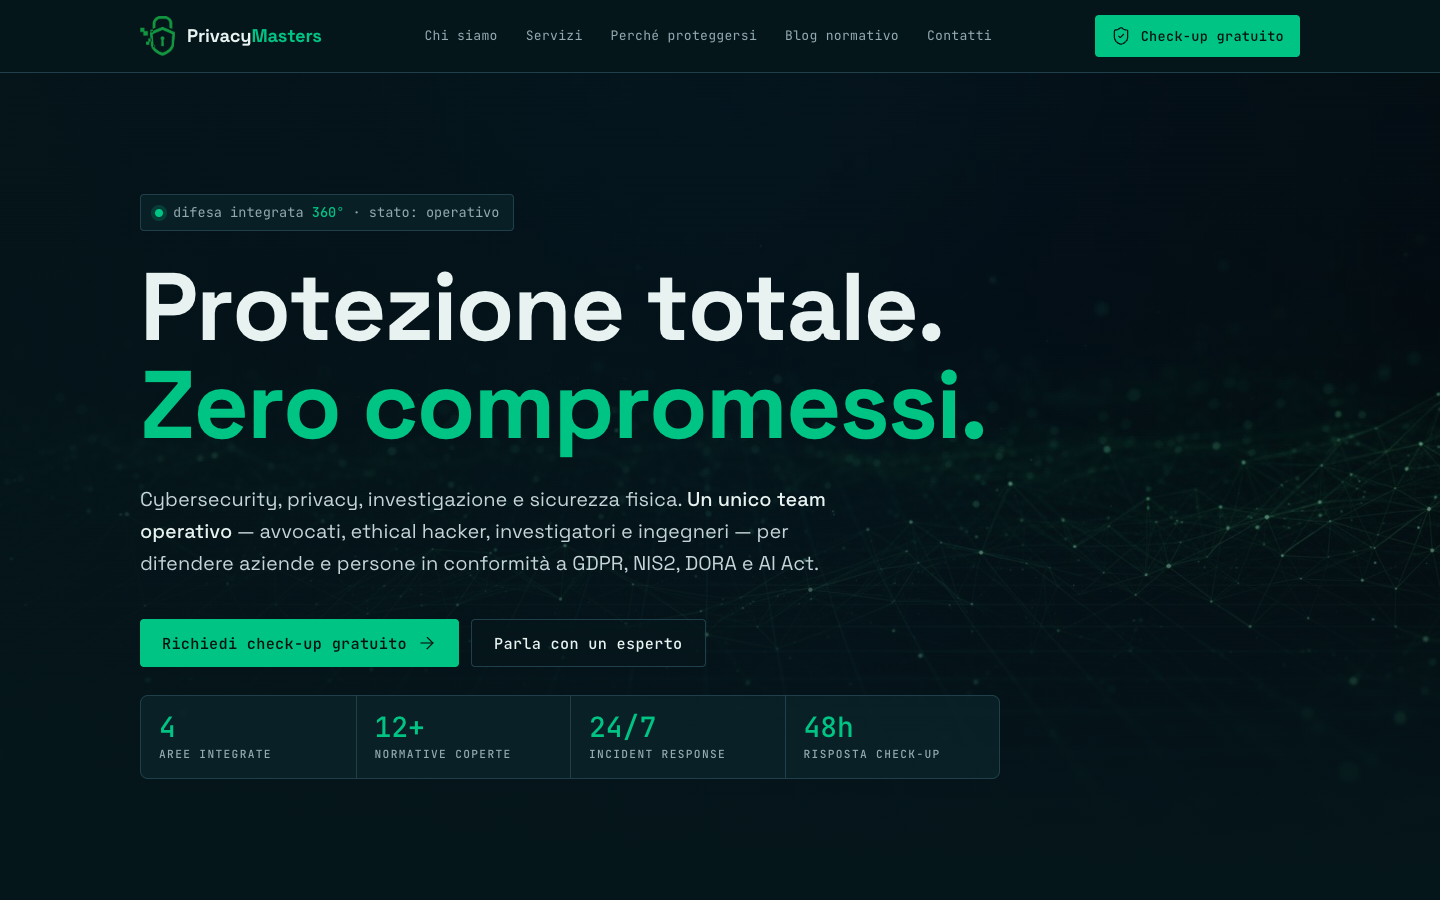 PrivacyMasters
Chi siamo
Servizi
Perché proteggersi
Blog normativo
Contatti
Check-up gratuito
difesa integrata 360° · stato: operativo
Protezione totale.
Zero compromessi.
Cybersecurity, privacy, investigazione e sicurezza fisica. Un unico team
operativo — avvocati, ethical hacker, investigatori e ingegneri — per
difendere aziende e persone in conformità a GDPR, NIS2, DORA e AI Act.
Richiedi check-up gratuito →
Parla con un esperto
4
AREE INTEGRATE
12+
NORMATIVE COPERTE
24/7
INCIDENT RESPONSE
48h
RISPOSTA CHECK-UP